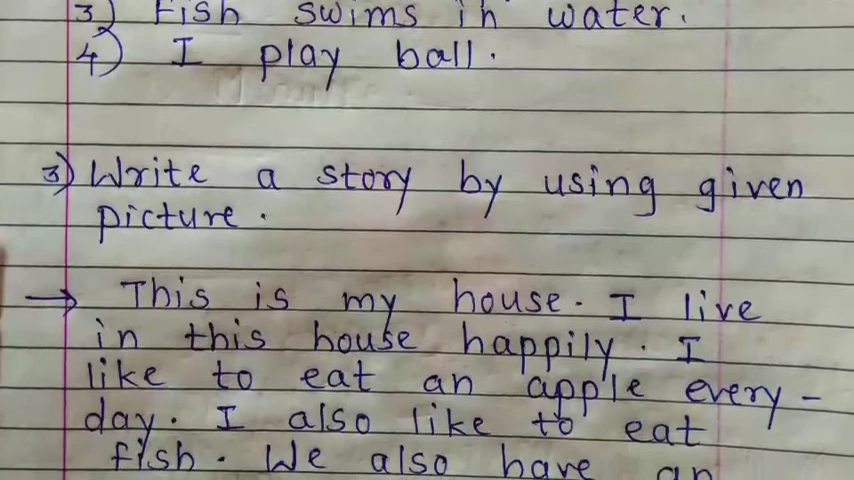 3) Fish swims in water.
4) I play ball.
3) Write a story by using given
picture.
→ This is my house. I live
in this house happily. I
like to eat an apple every-
day. I also like to eat
fish. We also have an